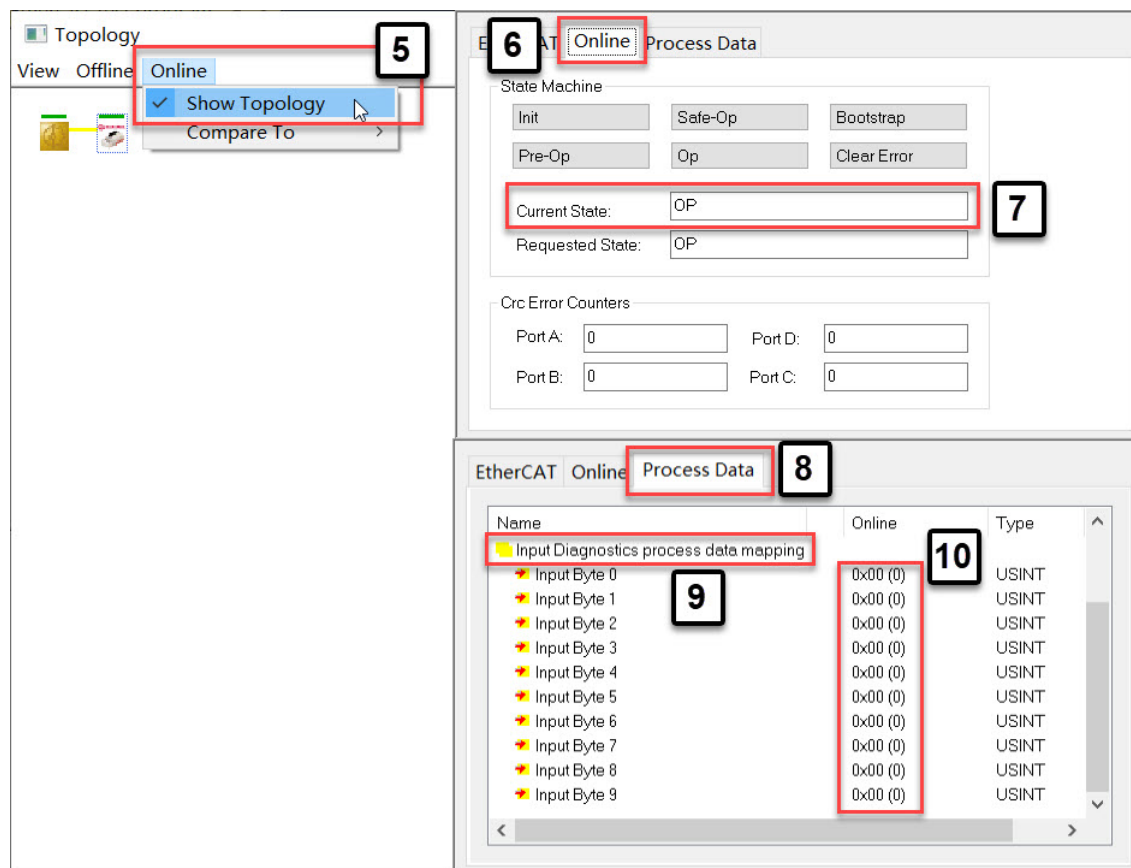 Topology
View Offline Online
5
Show Topology
Compare To
6
Online
Process Data
State Machine
Init Safe-Op Bootstrap
Pre-Op Op Clear Error
Current State: OP
7
Requested State: OP
Crc Error Counters
Port A: 0 Port D: 0
Port B: 0 Port C: 0
EtherCAT Online Process Data
8
Name Online Type
Input Diagnostics process data mapping
9
10
Input Byte 0 0x00 (0) USINT
Input Byte 1 0x00 (0) USINT
Input Byte 2 0x00 (0) USINT
Input Byte 3 0x00 (0) USINT
Input Byte 4 0x00 (0) USINT
Input Byte 5 0x00 (0) USINT
Input Byte 6 0x00 (0) USINT
Input Byte 7 0x00 (0) USINT
Input Byte 8 0x00 (0) USINT
Input Byte 9 0x00 (0) USINT